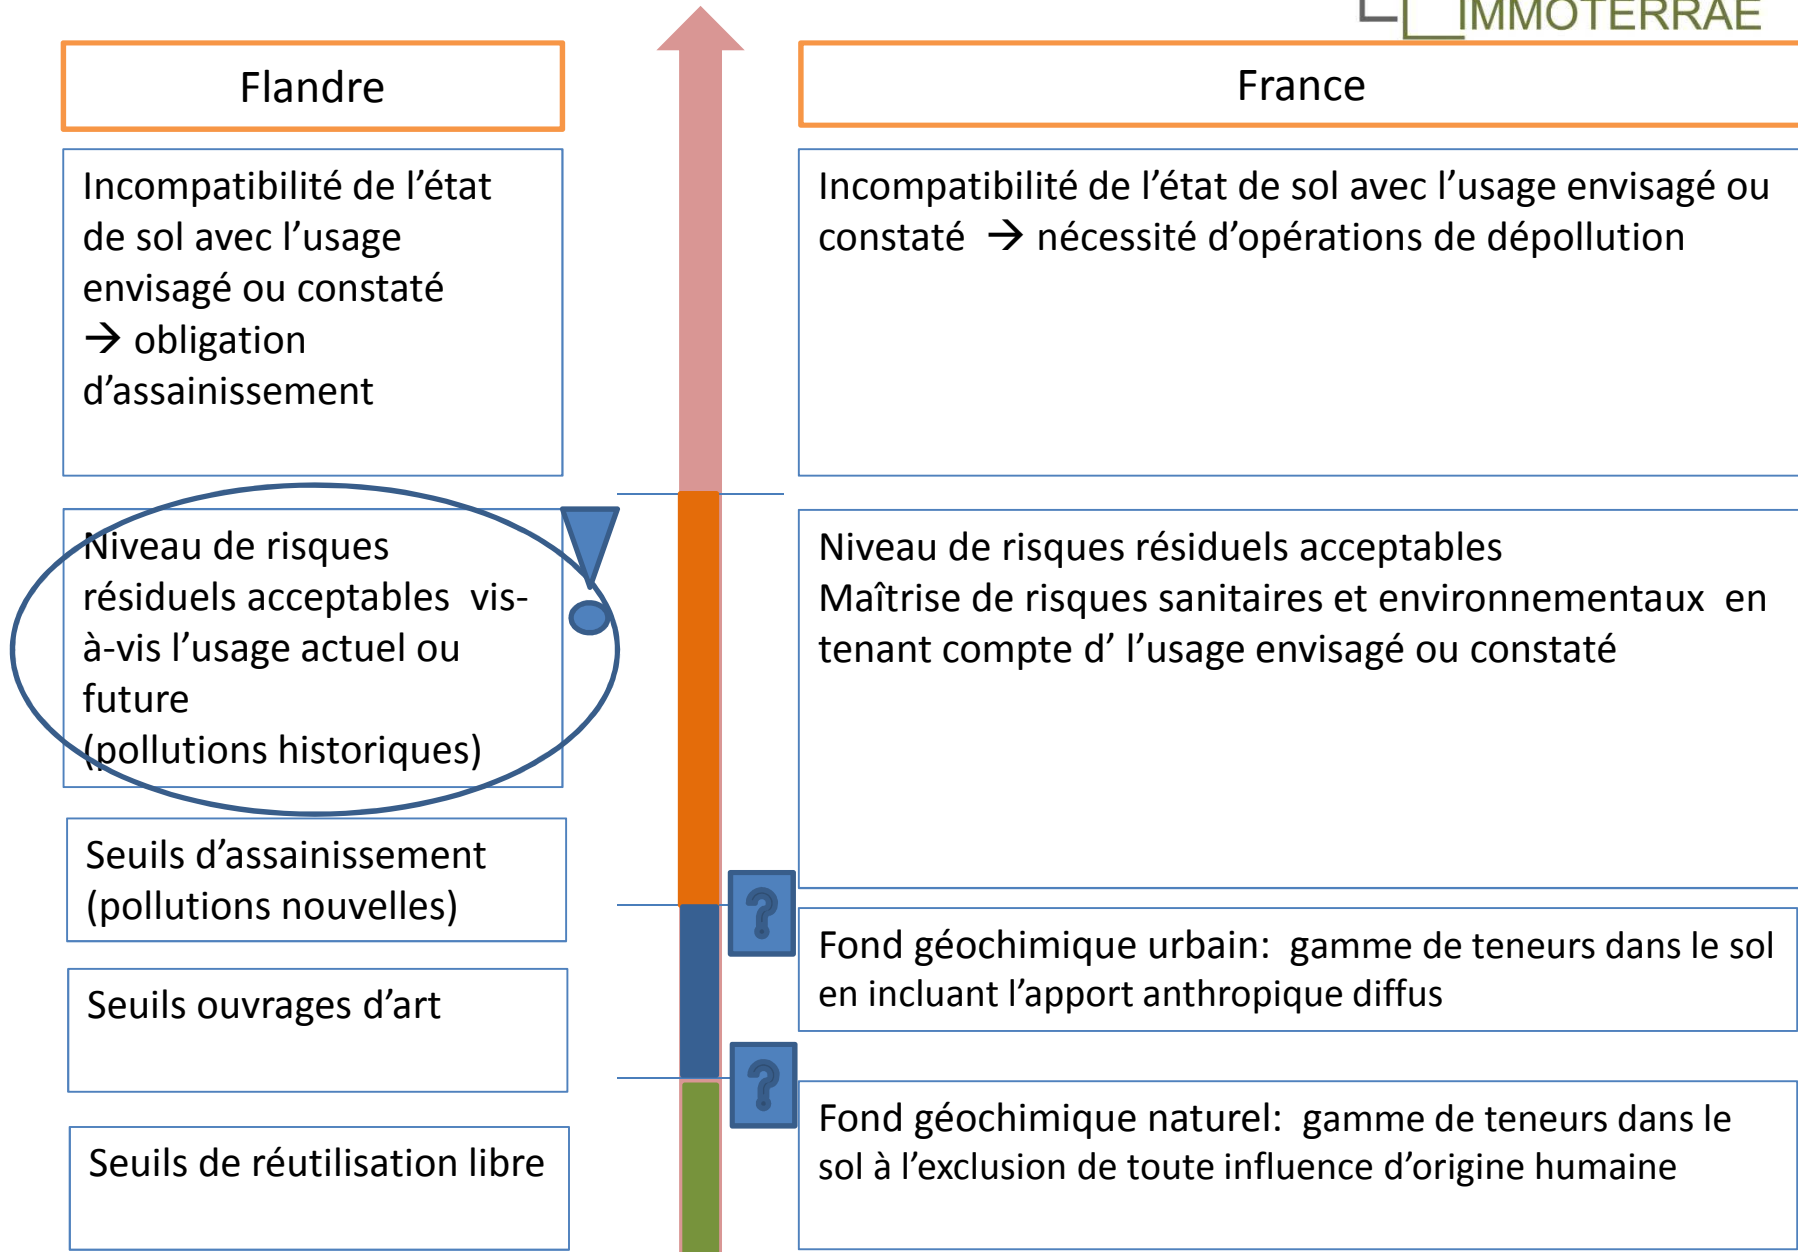 IMMOTERRAE
Flandre
France
Incompatibilité de l’état
de sol avec l’usage
envisagé ou constaté
→ obligation
d’assainissement
Incompatibilité de l’état de sol avec l’usage envisagé ou
constaté → nécessité d’opérations de dépollution
Niveau de risques
résiduels acceptables vis-
à-vis l’usage actuel ou
future
(pollutions historiques)
Niveau de risques résiduels acceptables
Maîtrise de risques sanitaires et environnementaux en
tenant compte d’ l’usage envisagé ou constaté
Seuils d’assainissement
(pollutions nouvelles)
?
Fond géochimique urbain: gamme de teneurs dans le sol
en incluant l’apport anthropique diffus
Seuils ouvrages d’art
?
Fond géochimique naturel: gamme de teneurs dans le
sol à l’exclusion de toute influence d’origine humaine
Seuils de réutilisation libre